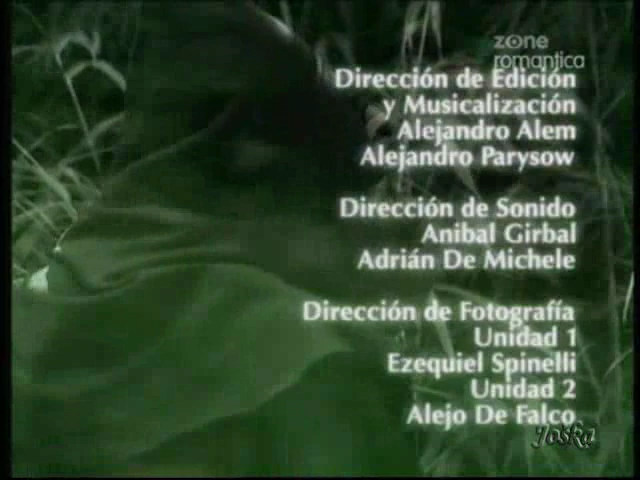 zone
romantica
Dirección de Edición
y Musicalización
Alejandro Alem
Alejandro Parysow
Dirección de Sonido
Anibal Girbal
Adrián De Michele
Dirección de Fotografía
Unidad 1
Ezequiel Spinelli
Unidad 2
Alejo De Falco
Joska